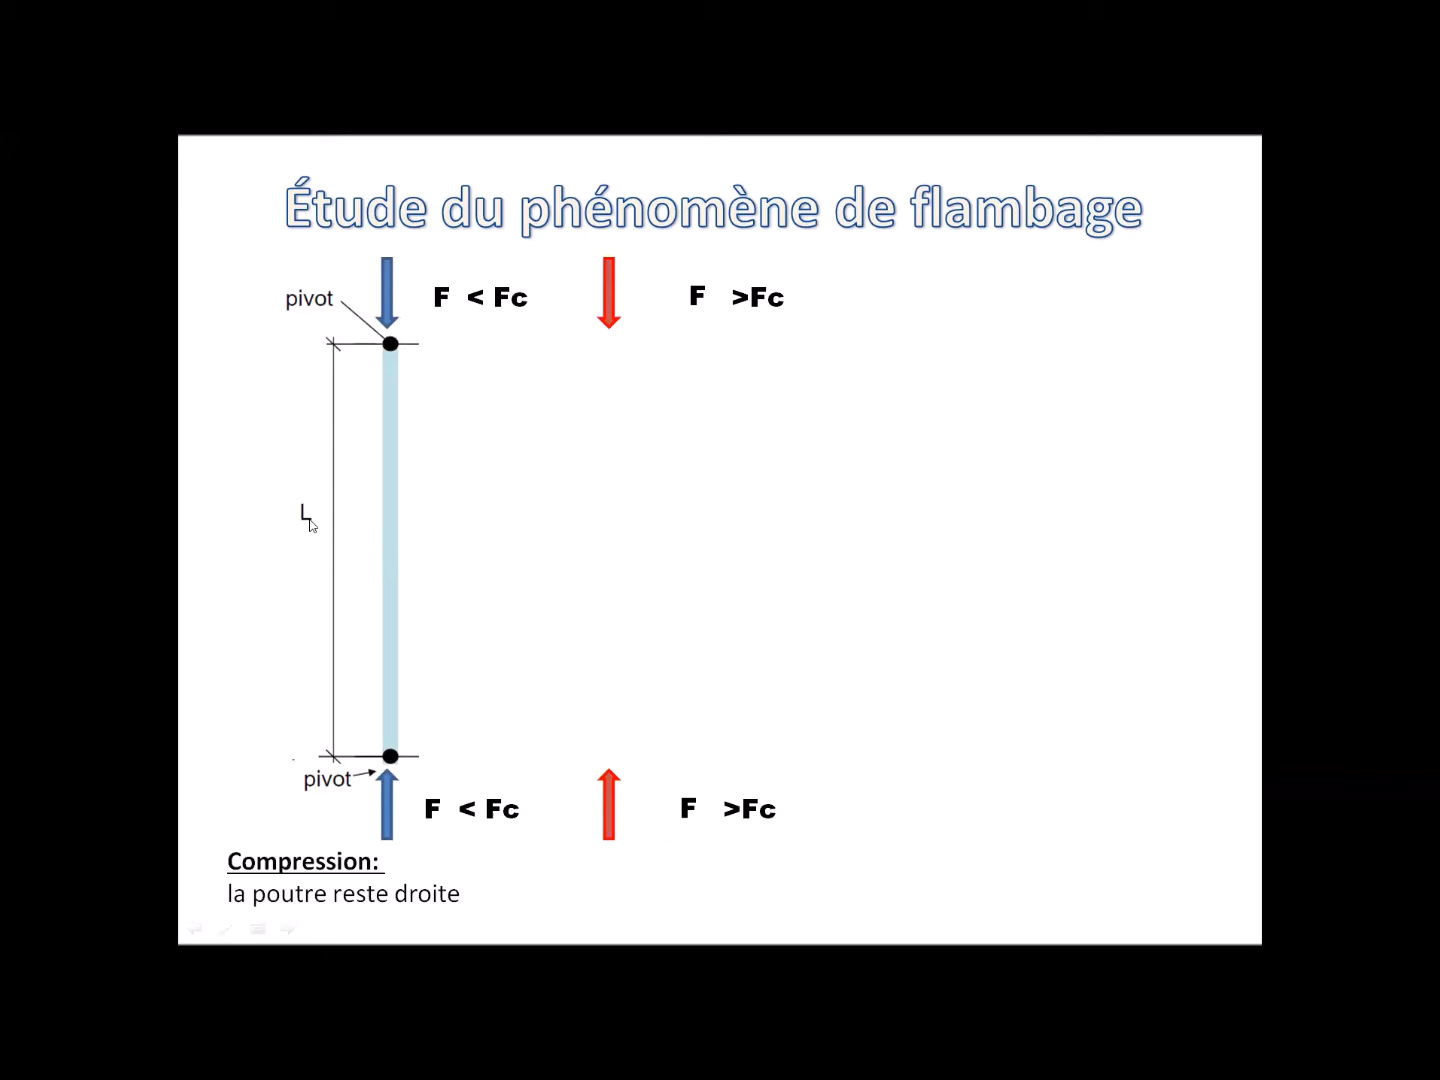 Étude du phénomène de flambage
pivot
F < Fc
F >Fc
L
pivot
F < Fc
F >Fc
Compression:
la poutre reste droite